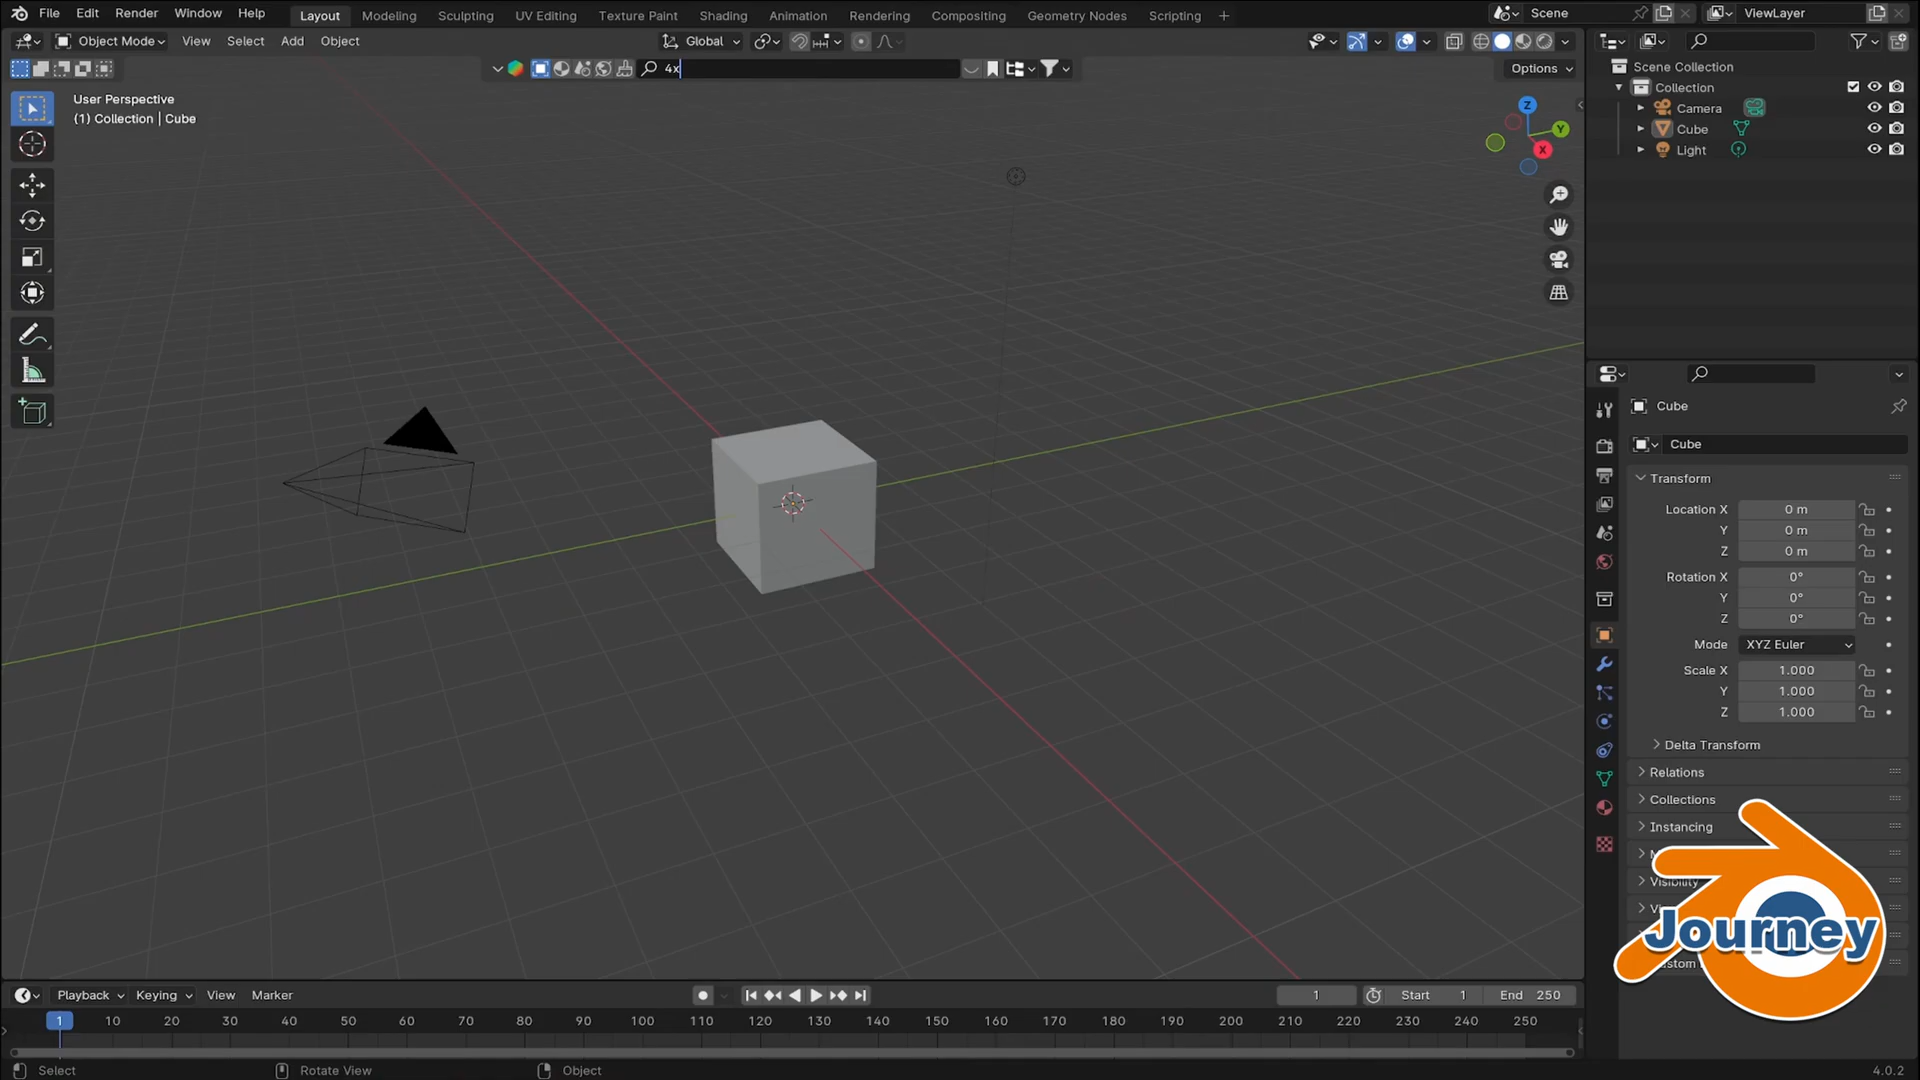 File Edit Render Window Help Layout Modeling Sculpting UV Editing Texture Paint Shading Animation Rendering Compositing Geometry Nodes Scripting + Scene ViewLayer
Object Mode View Select Add Object Global
4x Options
User Perspective
(1) Collection | Cube
Z
Y
X
Scene Collection
Collection
Camera
Cube
Light
Cube
Cube
Transform
Location X 0 m
Y 0 m
Z 0 m
Rotation X 0°
Y 0°
Z 0°
Mode XYZ Euler
Scale X 1.000
Y 1.000
Z 1.000
Delta Transform
Relations
Collections
Instancing
Visibility
Journey
Playback Keying View Marker 1 Start 1 End 250
1 10 20 30 40 50 60 70 80 90 100 110 120 130 140 150 160 170 180 190 200 210 220 230 240 250
Select Rotate View Object 4.0.2